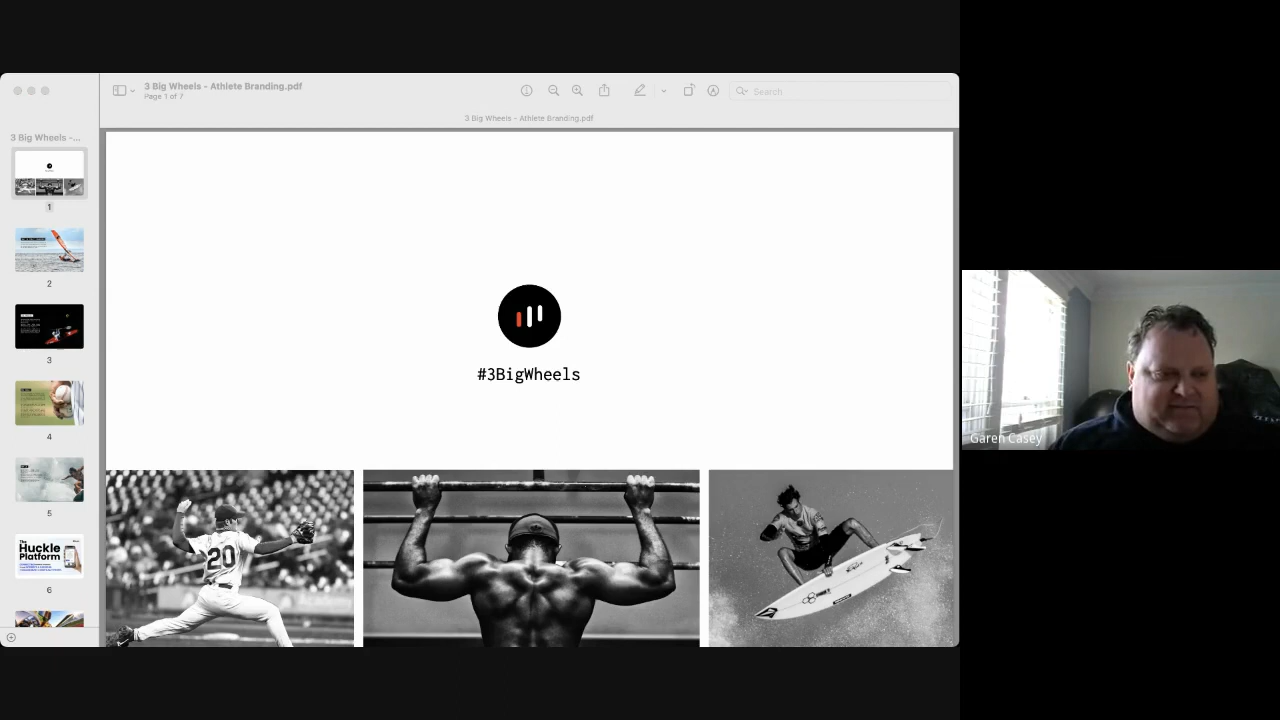 3 Big Wheels - Athlete Branding.pdf
Page 1 of 7
Search
3 Big Wheels - Athlete Branding.pdf
3 Big Wheels -...
1
2
3
4
5
The
Huckle
Platform
6
#3BigWheels
20
Garen Casey